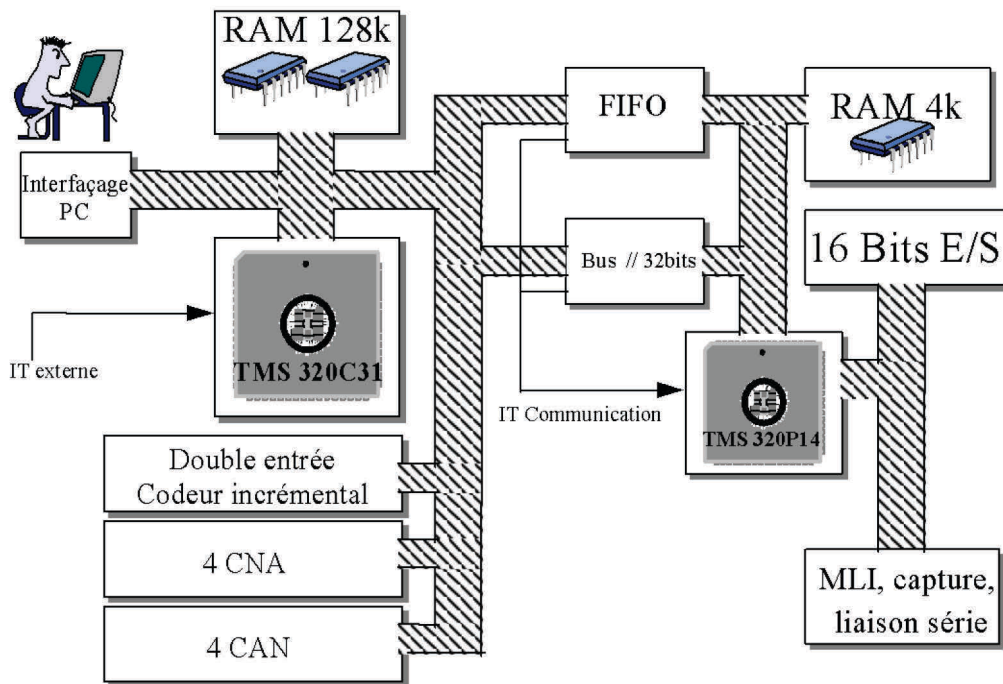 RAM 128k
FIFO
RAM 4k
Interfaçage
PC
16 Bits E/S
Bus // 32bits
IT externe
TMS 320C31
IT Communication
TMS 320P14
Double entrée
Codeur incrémental
4 CNA
4 CAN
MLI, capture,
liaison série